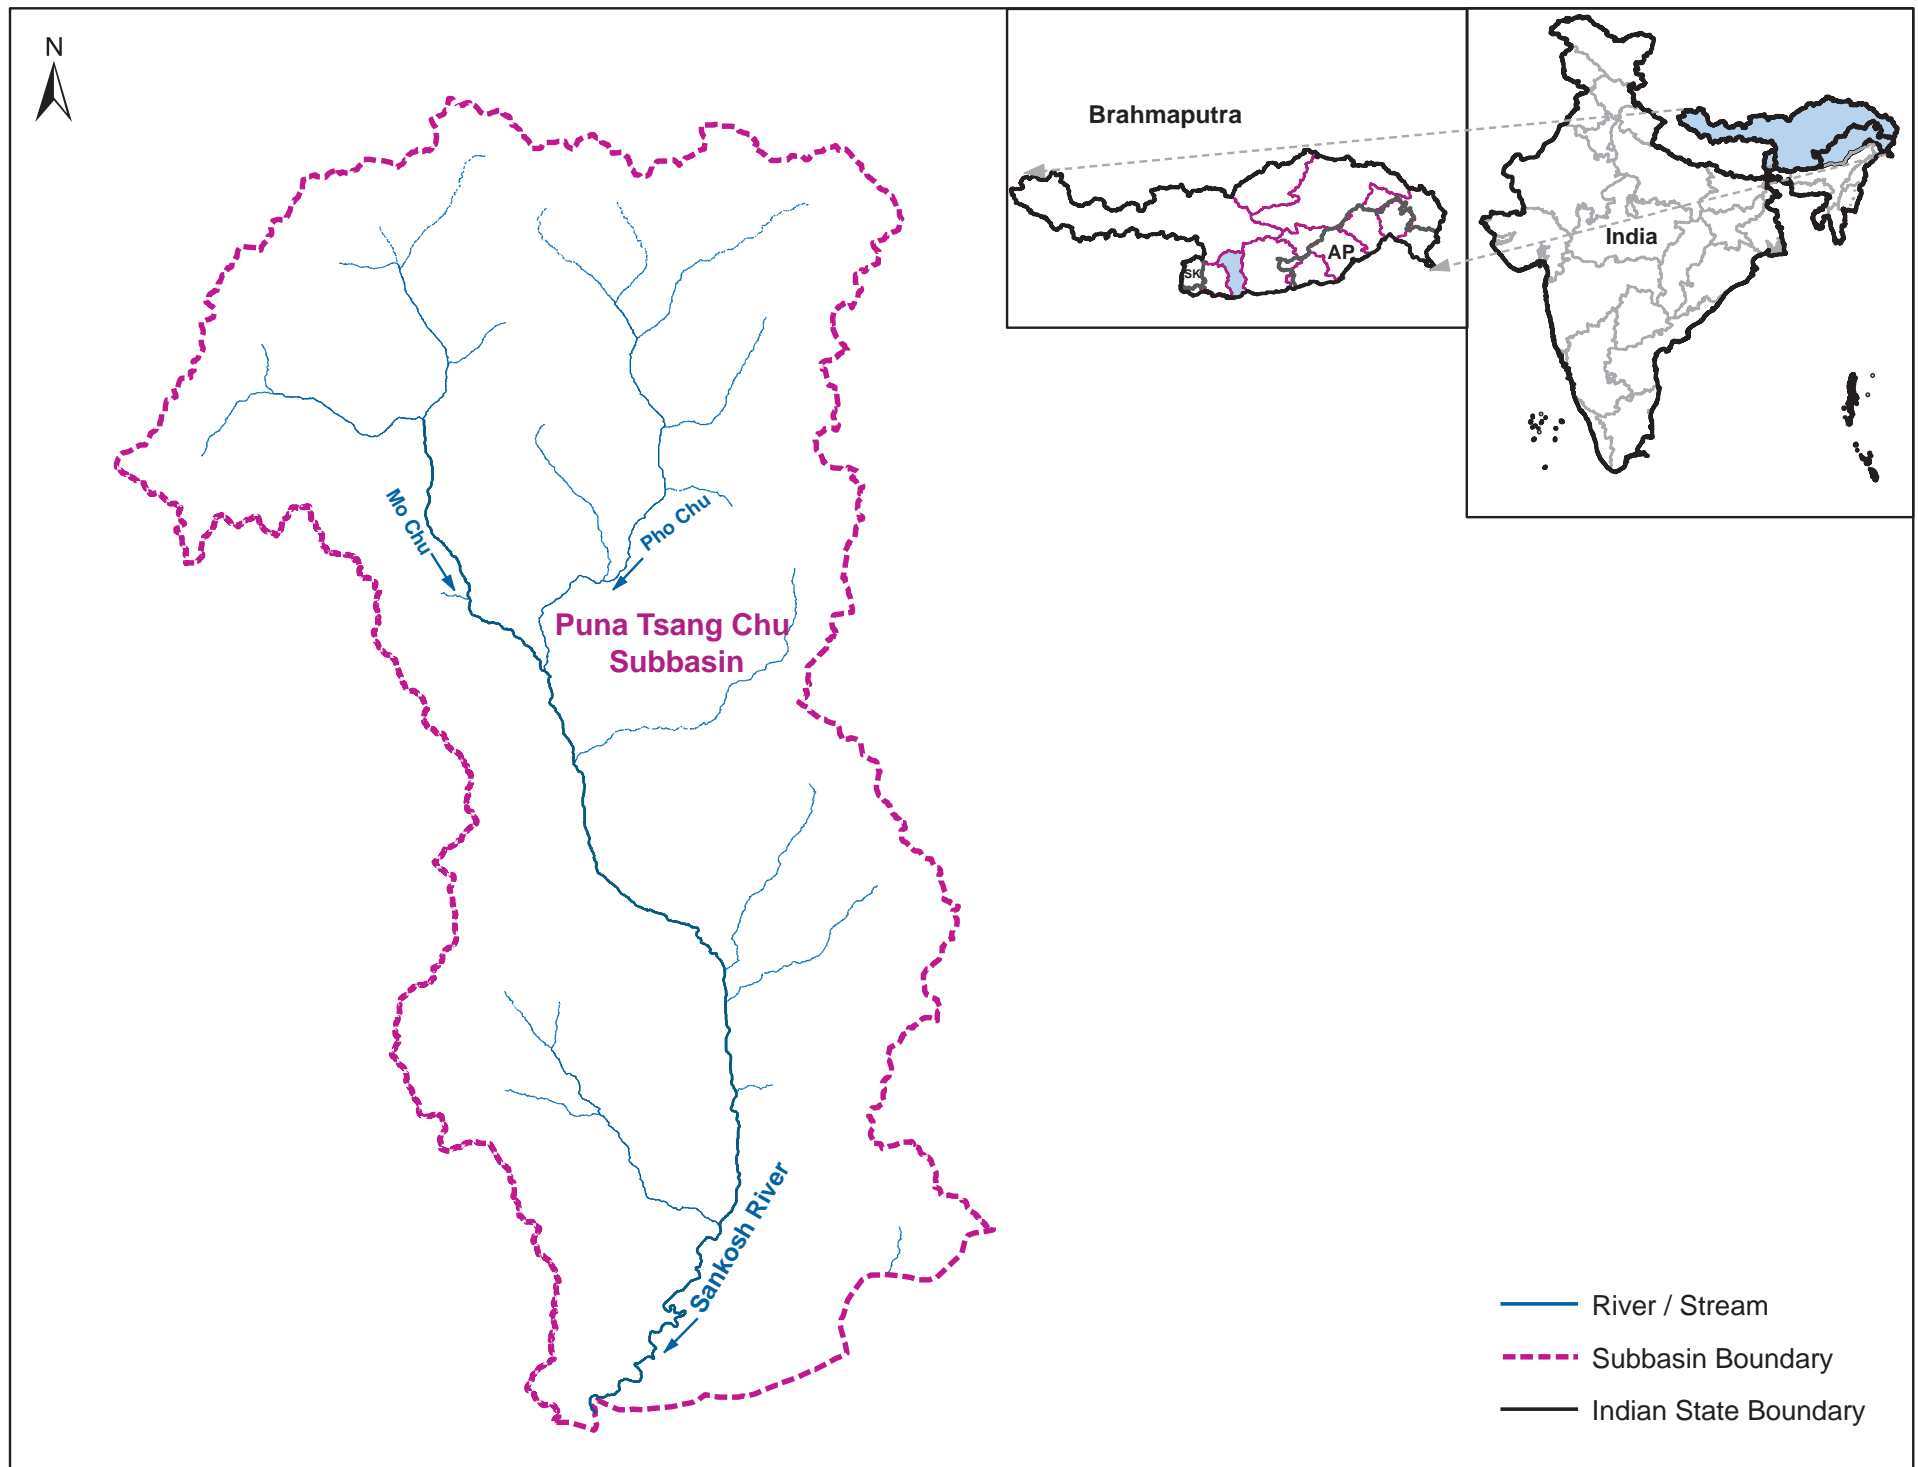 N
Brahmaputra
AP
SK
India
Mo Chu
Pho Chu
Puna Tsang Chu
Subbasin
Sankosh River
River / Stream
Subbasin Boundary
Indian State Boundary